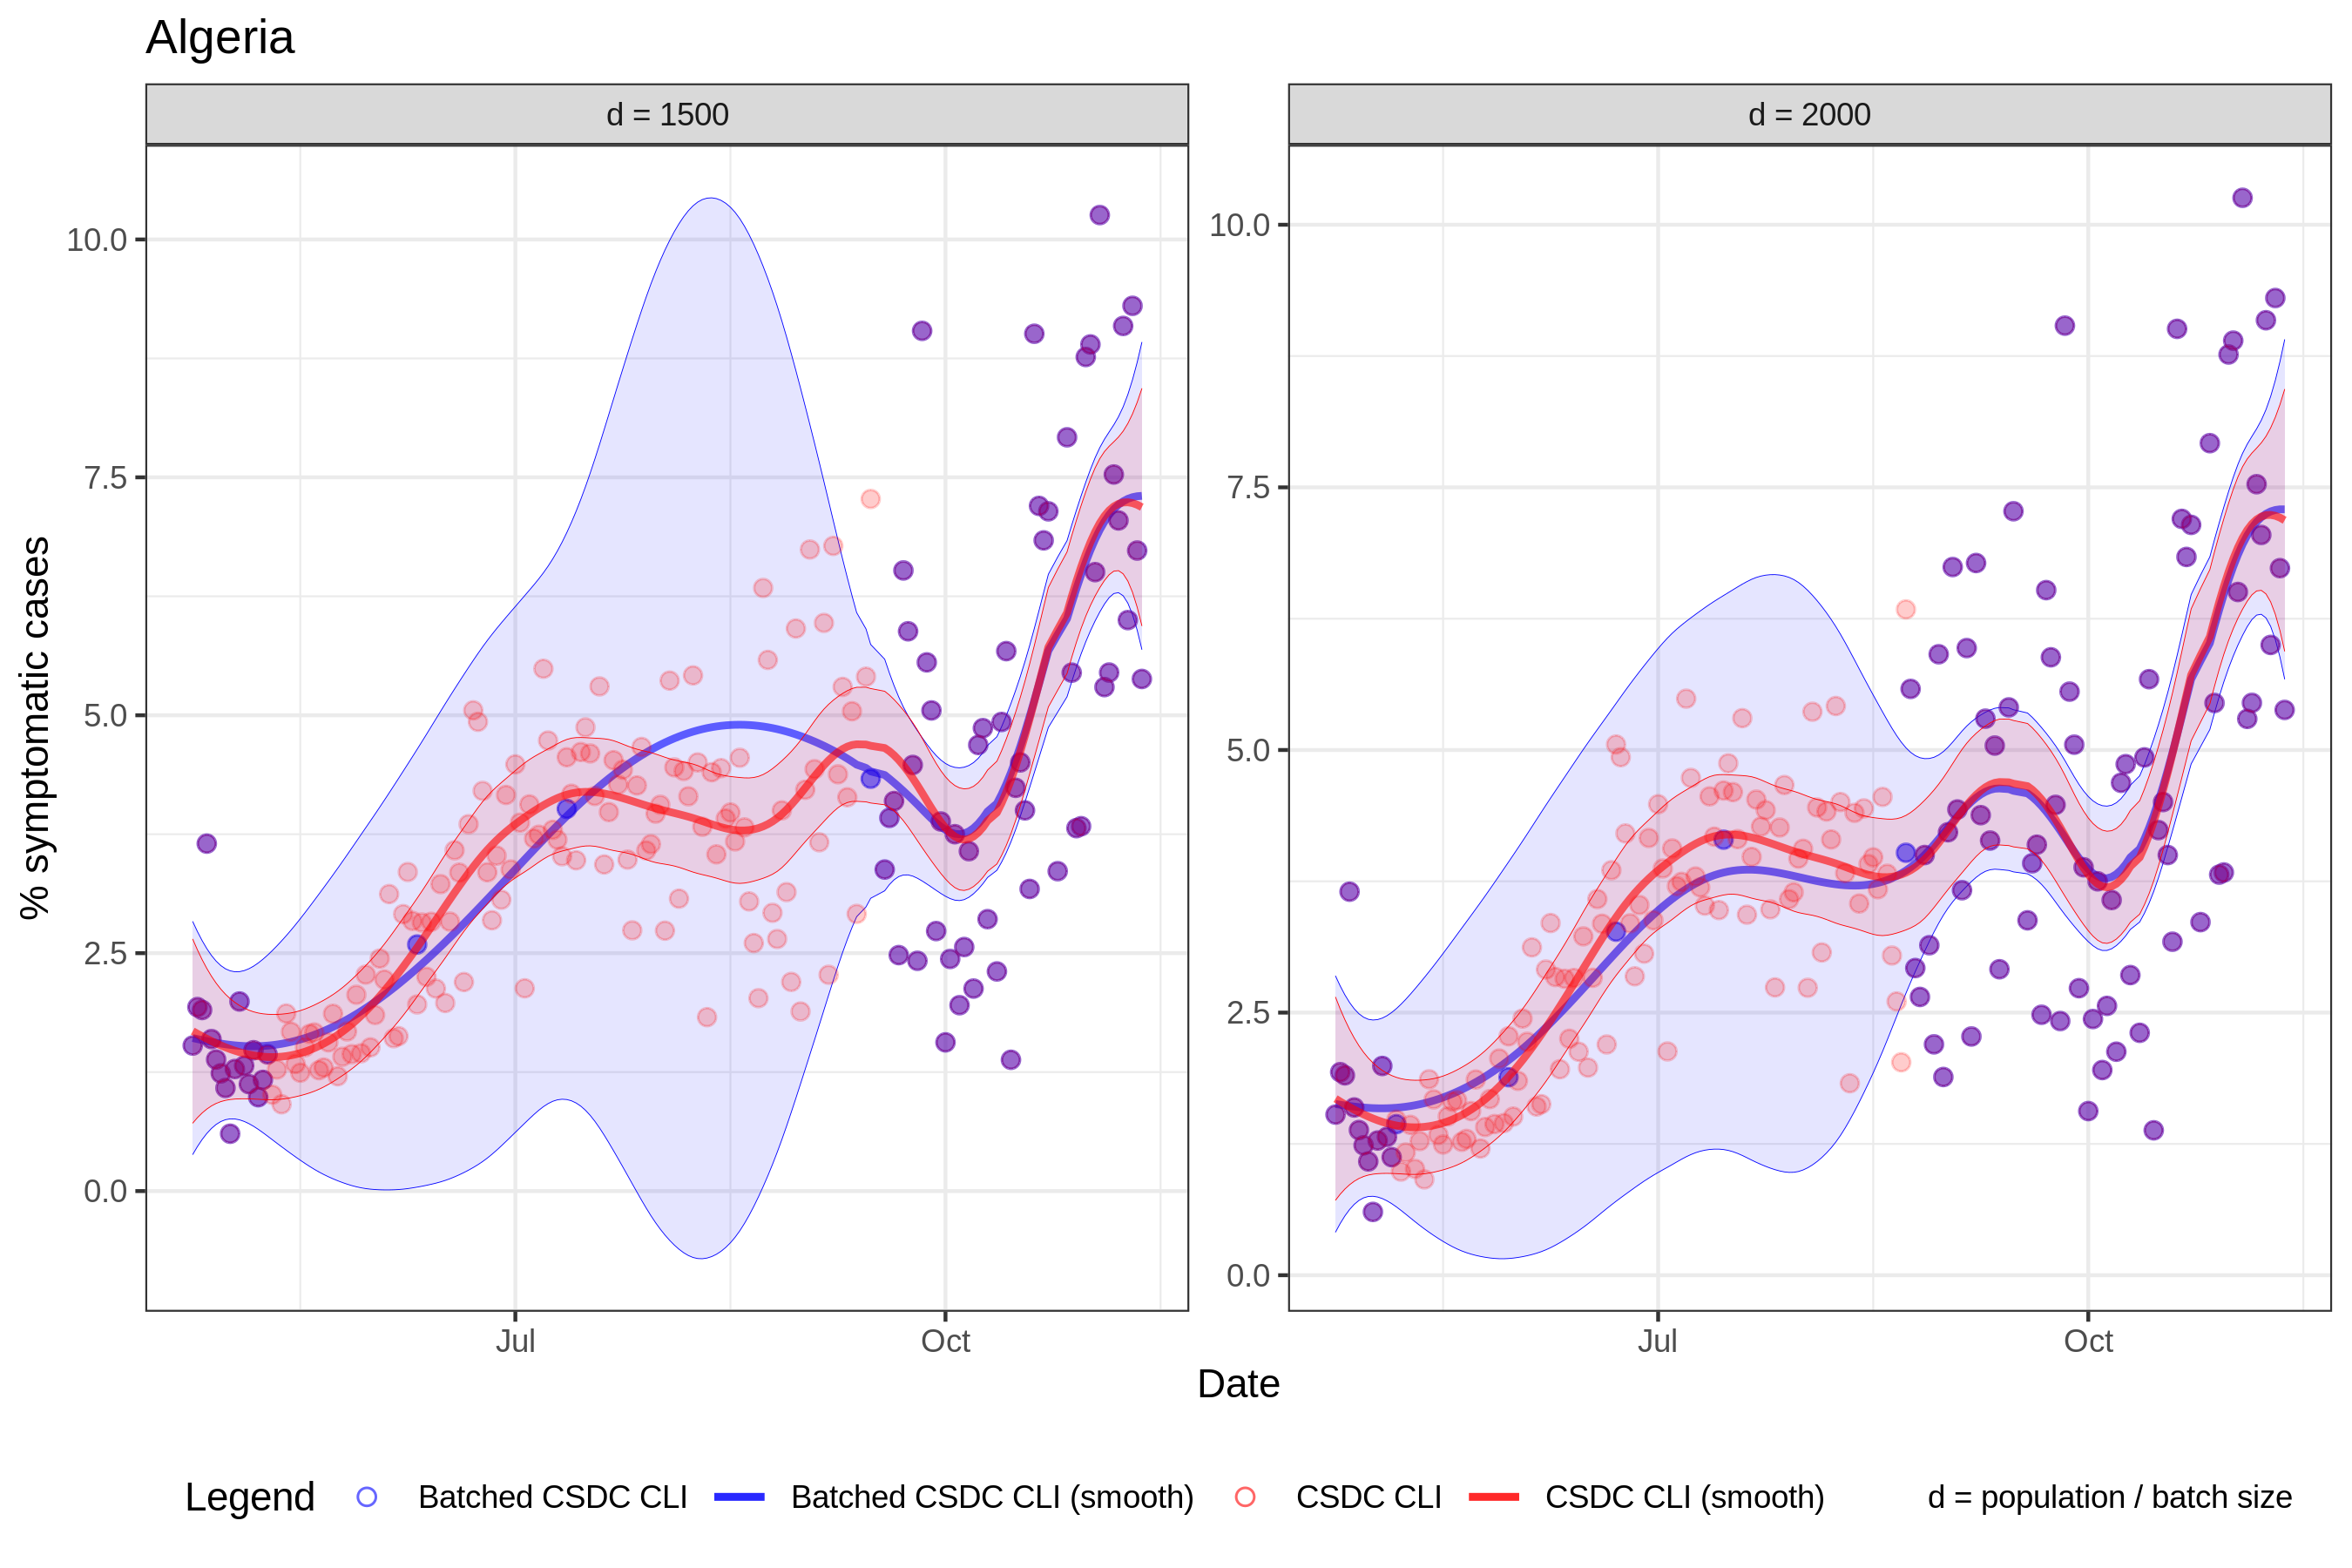 Algeria
d = 1500
d = 2000
% symptomatic cases
10.0
7.5
5.0
2.5
0.0
10.0
7.5
5.0
2.5
0.0
Jul
Oct
Jul
Oct
Date
Legend
Batched CSDC CLI
Batched CSDC CLI (smooth)
CSDC CLI
CSDC CLI (smooth)
d = population / batch size